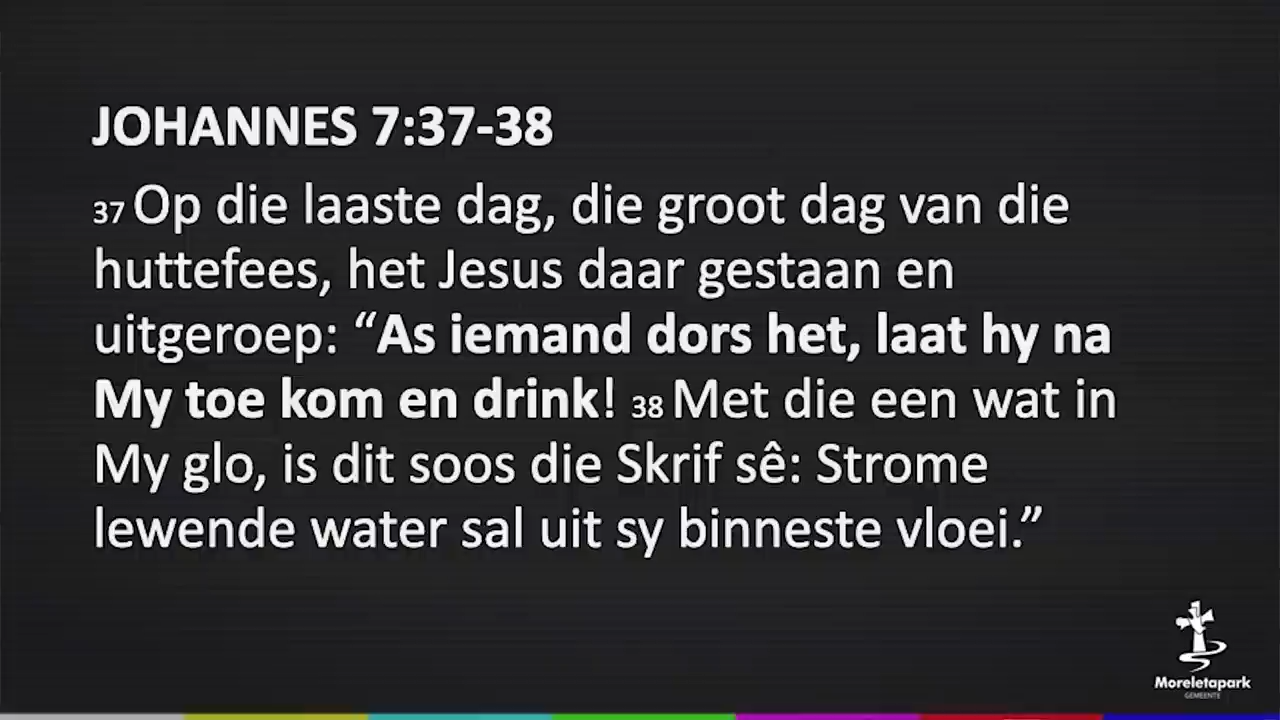 JOHANNES 7:37-38
37 Op die laaste dag, die groot dag van die
huttefees, het Jesus daar gestaan en
uitgeroep: “As iemand dors het, laat hy na
My toe kom en drink! 38 Met die een wat in
My glo, is dit soos die Skrif sê: Strome
lewende water sal uit sy binneste vloei.”
Moreletapark
GEMEENTE